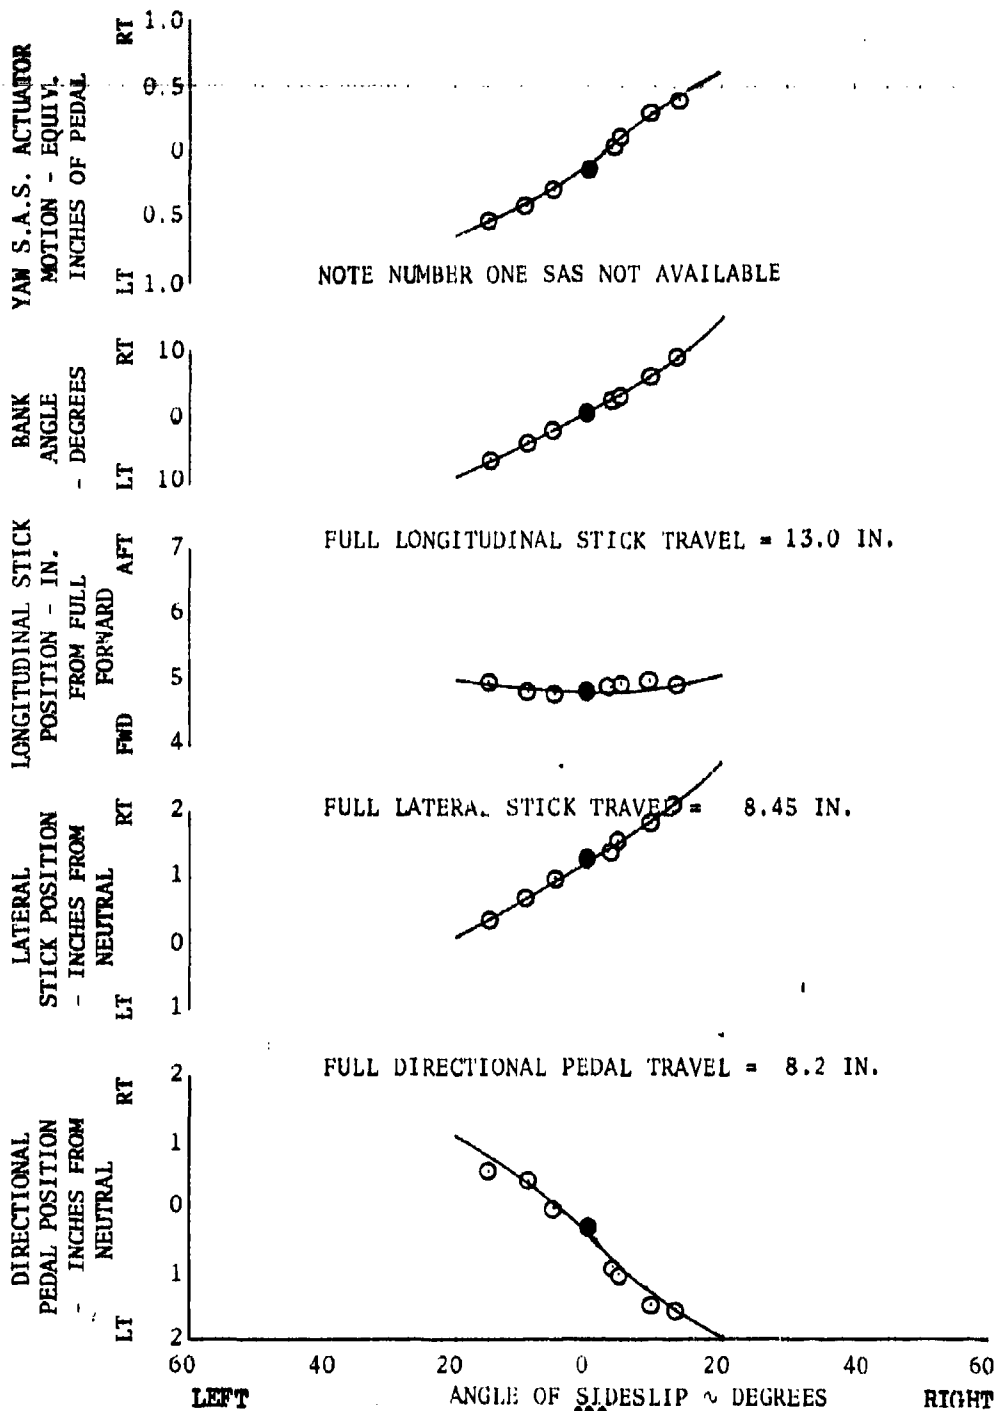 YAW S.A.S. ACTUATOR
MOTION - EQUIV.
INCHES OF PEDAL
LT RT
1.0
0.5
0
0.5
1.0
NOTE NUMBER ONE SAS NOT AVAILABLE
BANK
ANGLE
- DEGREES
LT RT
10
0
10
FULL LONGITUDINAL STICK TRAVEL = 13.0 IN.
LONGITUDINAL STICK
POSITION - IN.
FROM FULL
FORWARD
FWD AFT
7
6
5
4
FULL LATERAL STICK TRAVEL = 8.45 IN.
LATERAL
STICK POSITION
- INCHES FROM
NEUTRAL
LT RT
2
1
0
1
FULL DIRECTIONAL PEDAL TRAVEL = 8.2 IN.
DIRECTIONAL
PEDAL POSITION
- INCHES FROM
NEUTRAL
LT RT
2
1
0
1
2
60 40 20 0 20 40 60
LEFT ANGLE OF SIDESLIP ~ DEGREES RIGHT